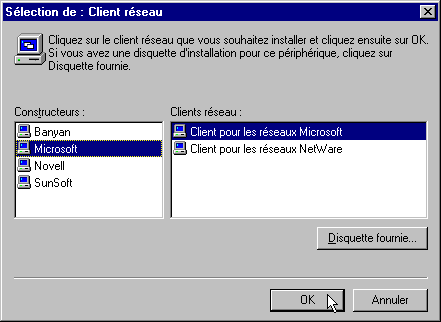 Sélection de : Client réseau
Cliquez sur le client réseau que vous souhaitez installer et cliquez ensuite sur OK.
Si vous avez une disquette d'installation pour ce périphérique, cliquez sur
Disquette fournie.
Constructeurs :
Banyan
Microsoft
Novell
SunSoft
Clients réseau :
Client pour les réseaux Microsoft
Client pour les réseaux NetWare
Disquette fournie...
OK
Annuler